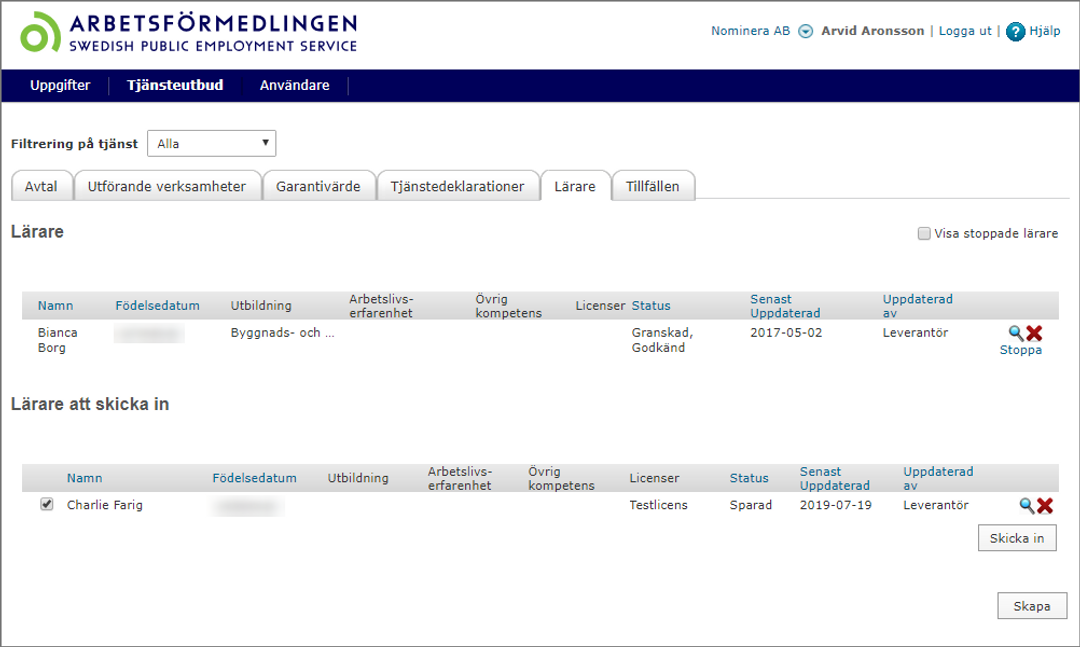 ARBETSFÖRMEDLINGEN
SWEDISH PUBLIC EMPLOYMENT SERVICE
Nominera AB Arvid Aronsson | Logga ut | ? Hjälp
Uppgifter Tjänsteutbud Användare
Filtrering på tjänst Alla
Avtal Utförande verksamheter Garantivärde Tjänstedeklarationer Lärare Tillfällen
Lärare
Visa stoppade lärare
Namn Födelsedatum Utbildning Arbetslivs- Övrig Licenser Status Senast Uppdaterad
erfarenhet kompetens Uppdaterad av
Bianca Byggnads- och ... Granskad, 2017-05-02 Leverantör
Borg Godkänd Stoppa
Lärare att skicka in
Namn Födelsedatum Utbildning Arbetslivs- Övrig Licenser Status Senast Uppdaterad
erfarenhet kompetens Uppdaterad av
Charlie Farig Testlicens Sparad 2019-07-19 Leverantör
Skicka in
Skapa